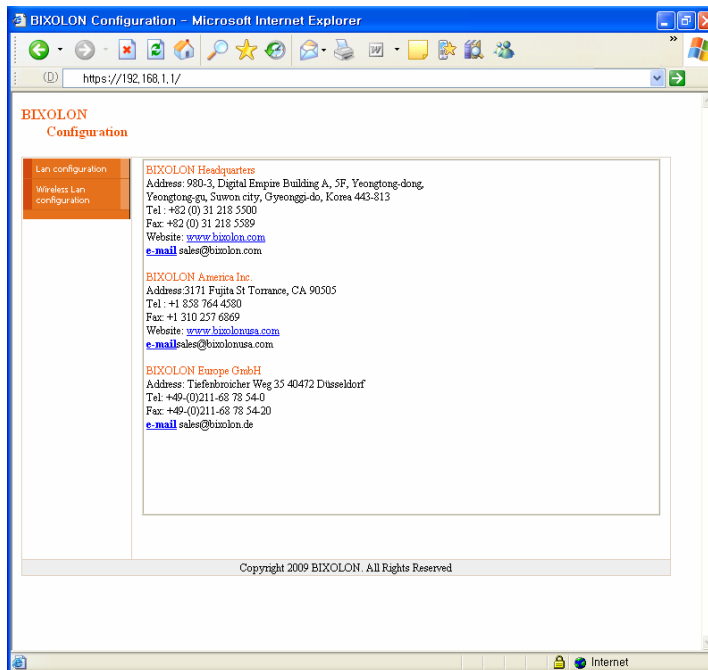 BIXOLON Configuration - Microsoft Internet Explorer
(D) https://192.168.1.1/
BIXOLON
Configuration
Lan configuration
Wireless Lan
configuration
BIXOLON Headquarters
Address: 980-3, Digital Empire Building A, 5F, Yeongtong-dong,
Yeongtong-gu, Suwon city, Gyeonggi-do, Korea 443-813
Tel : +82 (0) 31 218 5500
Fax: +82 (0) 31 218 5589
Website: www.bixolon.com
e-mail sales@bixolon.com
BIXOLON America Inc.
Address:3171 Fujita St Torrance, CA 90505
Tel : +1 858 764 4580
Fax: +1 310 257 6869
Website: www.bixolonusa.com
e-mailsales@bixolonusa.com
BIXOLON Europe GmbH
Address: Tiefenbroicher Weg 35 40472 Düsseldorf
Tel: +49-(0)211-68 78 54-0
Fax: +49-(0)211-68 78 54-20
e-mail sales@bixolon.de
Copyright 2009 BIXOLON. All Rights Reserved
Internet